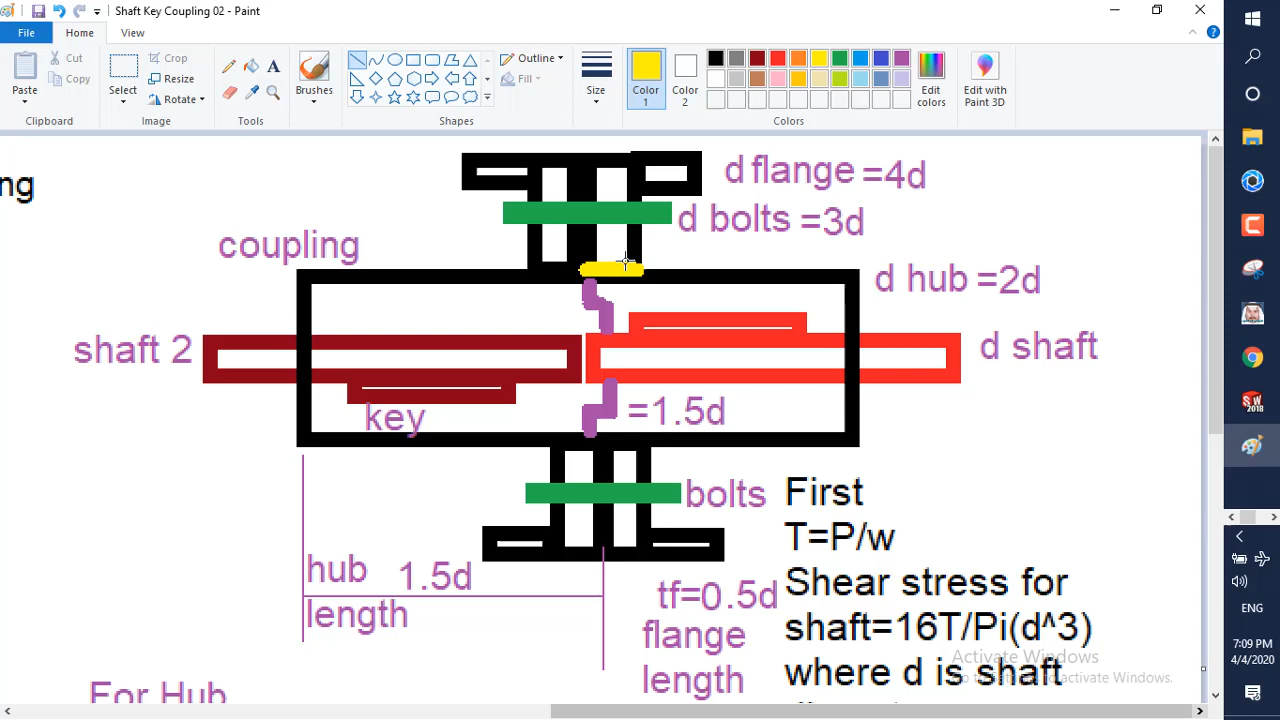 Shaft Key Coupling 02 - Paint
File
Home
View
Paste
Cut
Copy
Clipboard
Select
Crop
Resize
Rotate
Image
Tools
Brushes
Shapes
Outline
Fill
Size
Color
1
Color
2
Edit
colors
Colors
Edit with
Paint 3D
ng
d flange =4d
d bolts =3d
coupling
d hub =2d
shaft 2
d shaft
key
=1.5d
bolts
First
T=P/w
hub 1.5d
length
tf=0.5d
flange
length
Shear stress for
shaft=16T/Pi(d^3)
where d is shaft
Activate Windows
For Hub
ENG
7:09 PM
4/4/2020
SW
2018